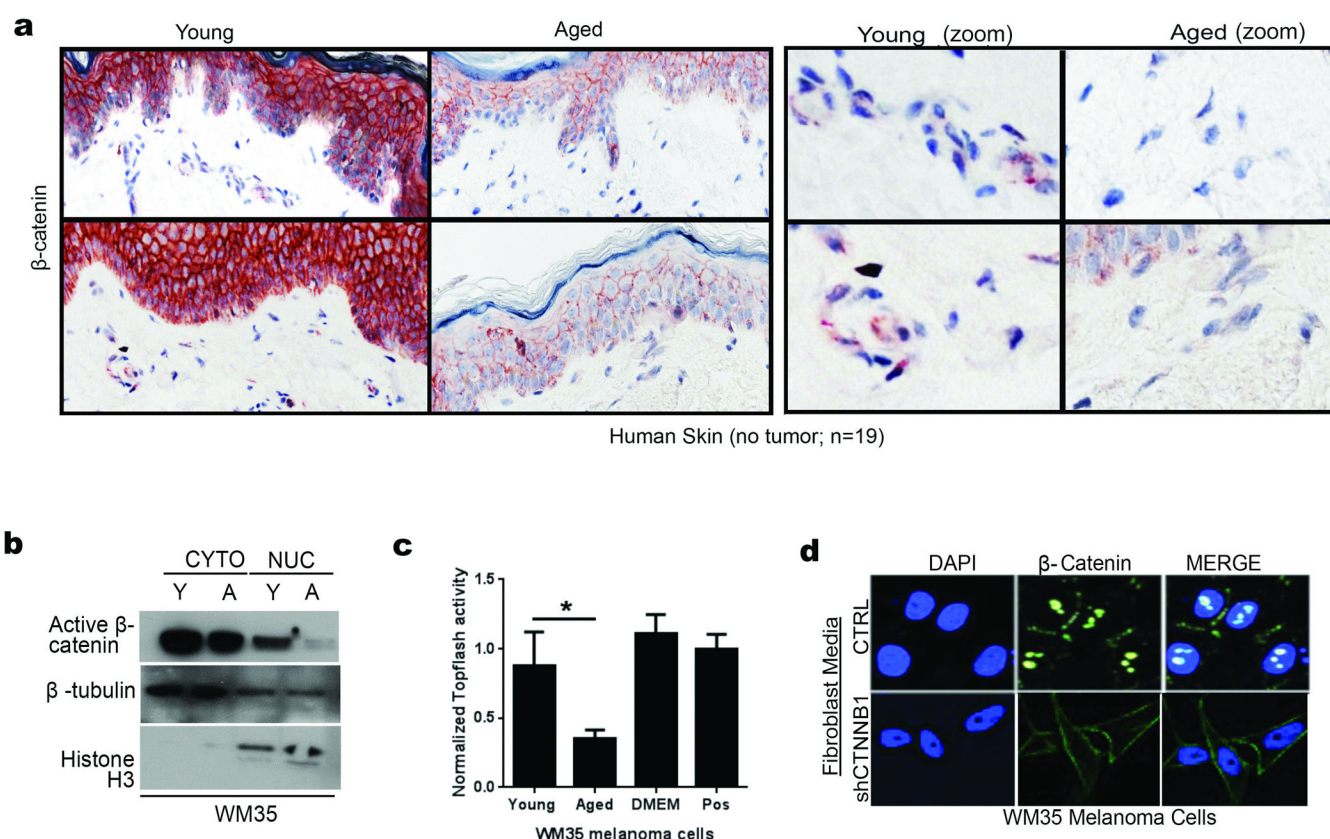 a
Young
Aged
Young (zoom)
Aged (zoom)
β-catenin
Human Skin (no tumor; n=19)
b
CYTO
NUC
Y
A
Y
A
Active β-
catenin
β -tubulin
Histone
H3
WM35
c
Normalized Topflash activity
1.5
1.0
0.5
0.0
*
Young
Aged
DMEM
Pos
WM35 melanoma cells
d
DAPI
β- Catenin
MERGE
Fibroblast Media
CTRL
shCTNNB1
WM35 Melanoma Cells